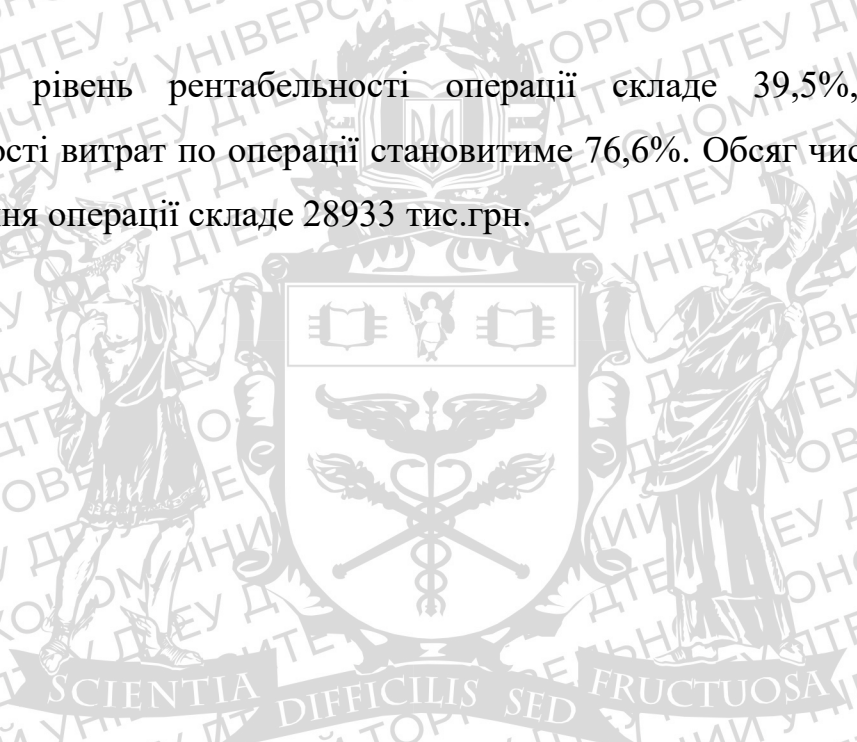 рівень рентабельності операції складе 39,5%,
ості витрат по операції становитиме 76,6%. Обсяг чис
ня операції складе 28933 тис.грн.
SCIENTIA DIFFICILIS SED FRUCTUOSA